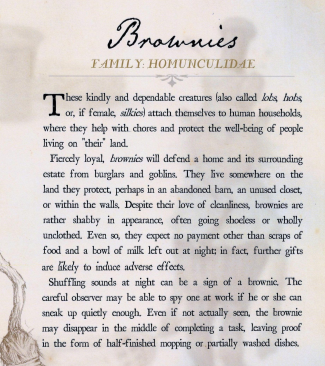 Brownies
FAMILY: HOMUNCULIDAE
These kindly and dependable creatures (also called lobs, hobs,
or, if female, silkies) attach themselves to human households,
where they help with chores and protect the well-being of people
living on "their" land.
Fiercely loyal, brownies will defend a home and its surrounding
estate from burglars and goblins. They live somewhere on the
land they protect, perhaps in an abandoned barn, an unused closet,
or within the walls. Despite their love of cleanliness, brownies are
rather shabby in appearance, often going shoeless or wholly
unclothed. Even so, they expect no payment other than scraps of
food and a bowl of milk left out at night; in fact, further gifts
are likely to induce adverse effects.
Shuffling sounds at night can be a sign of a brownie. The
careful observer may be able to spy one at work if he or she can
sneak up quietly enough. Even if not actually seen, the brownie
may disappear in the middle of completing a task, leaving proof
in the form of half-finished mopping or partially washed dishes.